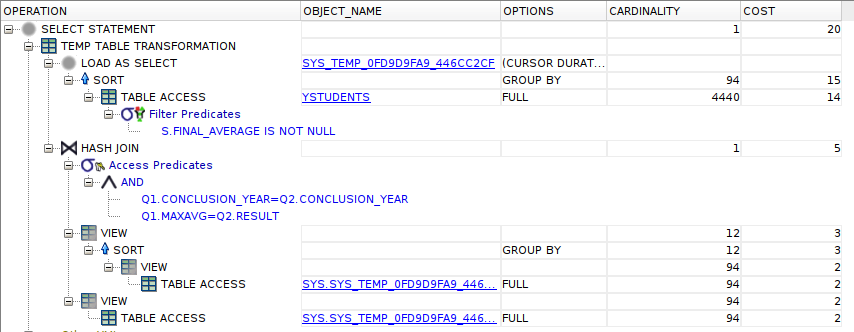 OPERATION OBJECT_NAME OPTIONS CARDINALITY COST
SELECT STATEMENT 1 20
TEMP TABLE TRANSFORMATION
LOAD AS SELECT SYS_TEMP_0FD9D9FA9_446CC2CF (CURSOR DURAT...
SORT GROUP BY 94 15
TABLE ACCESS YSTUDENTS FULL 4440 14
Filter Predicates
S.FINAL_AVERAGE IS NOT NULL
HASH JOIN 1 5
Access Predicates
AND
Q1.CONCLUSION_YEAR=Q2.CONCLUSION_YEAR
Q1.MAXAVG=Q2.RESULT
VIEW 12 3
SORT GROUP BY 12 3
VIEW 94 2
TABLE ACCESS SYS.SYS_TEMP_0FD9D9FA9_446... FULL 94 2
VIEW 94 2
TABLE ACCESS SYS.SYS_TEMP_0FD9D9FA9_446... FULL 94 2